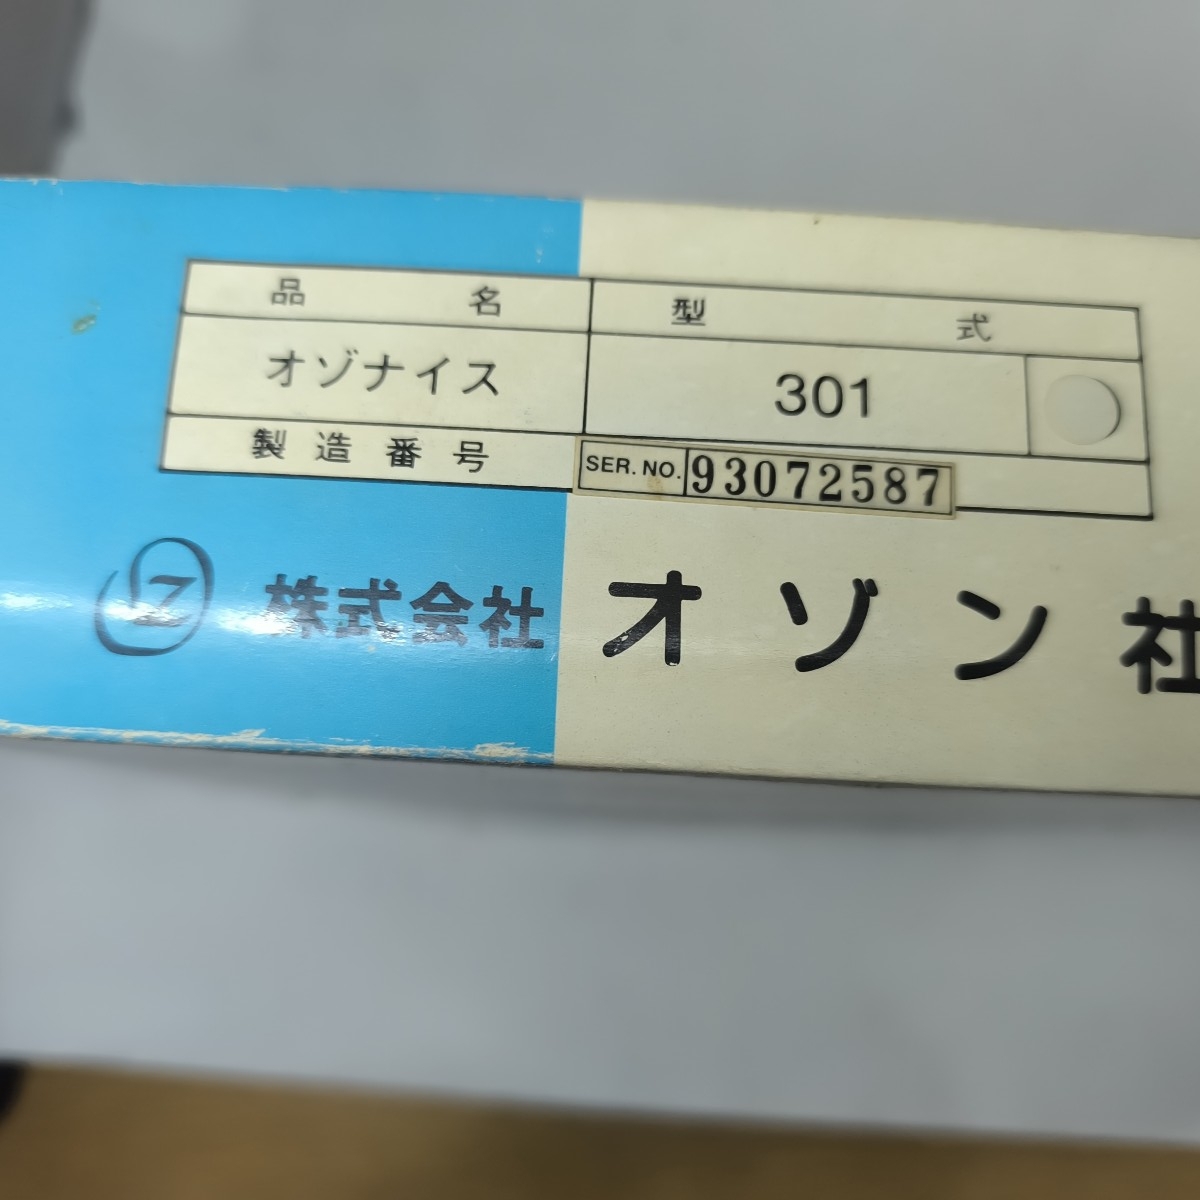 品名 型式
オゾナイス 301
製造番号 SER. NO. 93072587
株式会社 オゾン社